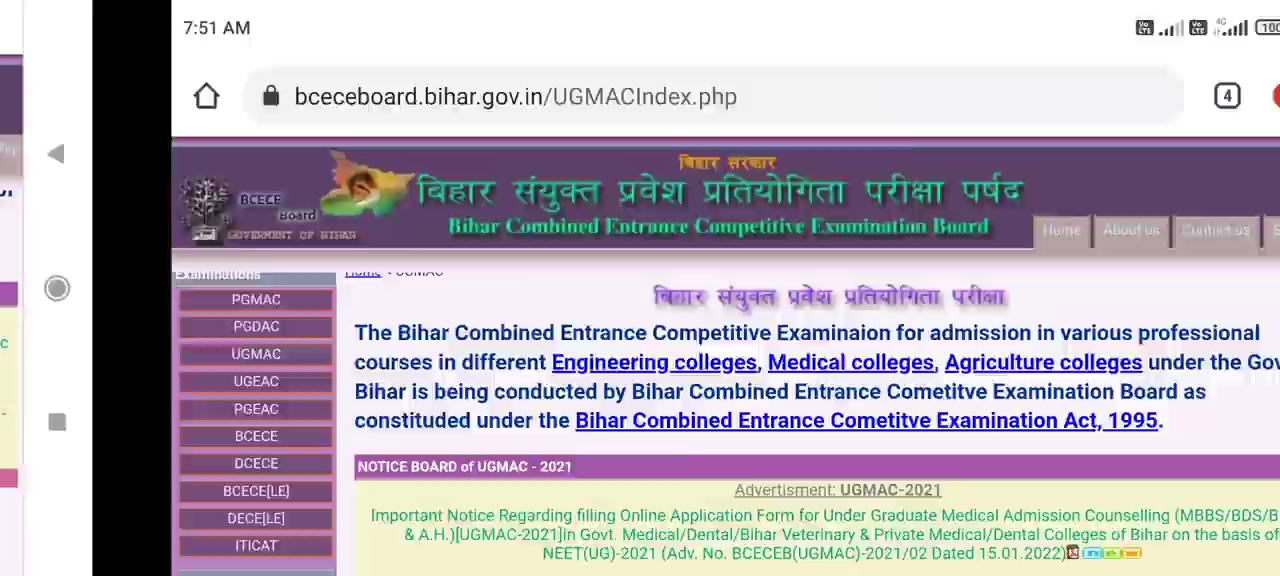 7:51 AM
4G
bceceboard.bihar.gov.in/UGMACIndex.php
4
बिहार सरकार
BCECE
Board
GOVERMENT OF BIHAR
बिहार संयुक्त प्रवेश प्रतियोगिता परीक्षा पर्षद
Bihar Combined Entrance Competitive Examination Board
Home
About us
Contact us
Examinations
PGMAC
PGDAC
UGMAC
UGEAC
PGEAC
BCECE
DCECE
BCECE[LE]
DECE[LE]
ITICAT
Home - UGMAC
बिहार संयुक्त प्रवेश प्रतियोगिता परीक्षा
The Bihar Combined Entrance Competitive Examinaion for admission in various professional
courses in different Engineering colleges, Medical colleges, Agriculture colleges under the
Bihar is being conducted by Bihar Combined Entrance Cometitve Examination Board as
constituded under the Bihar Combined Entrance Cometitve Examination Act, 1995.
NOTICE BOARD of UGMAC - 2021
Advertisment: UGMAC-2021
Important Notice Regarding filling Online Application Form for Under Graduate Medical Admission Counselling (MBBS/BDS/B
& A.H.)[UGMAC-2021]in Govt. Medical/Dental/Bihar Veterinary & Private Medical/Dental Colleges of Bihar on the basis of
NEET(UG)-2021 (Adv. No. BCECEB(UGMAC)-2021/02 Dated 15.01.2022)